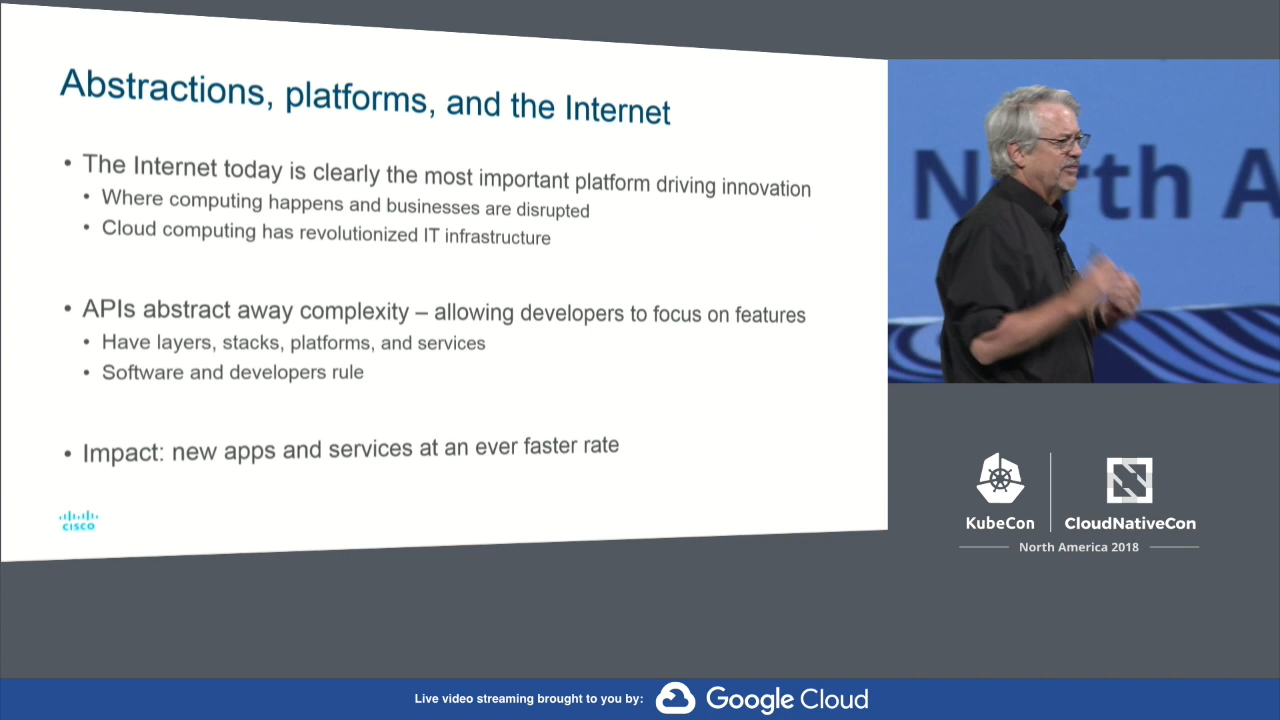 Abstractions, platforms, and the Internet
• The Internet today is clearly the most important platform driving innovation
• Where computing happens and businesses are disrupted
• Cloud computing has revolutionized IT infrastructure
• APIs abstract away complexity – allowing developers to focus on features
• Have layers, stacks, platforms, and services
• Software and developers rule
• Impact: new apps and services at an ever faster rate
CISCO
North A
KubeCon
CloudNativeCon
North America 2018
Live video streaming brought to you by:
Google Cloud